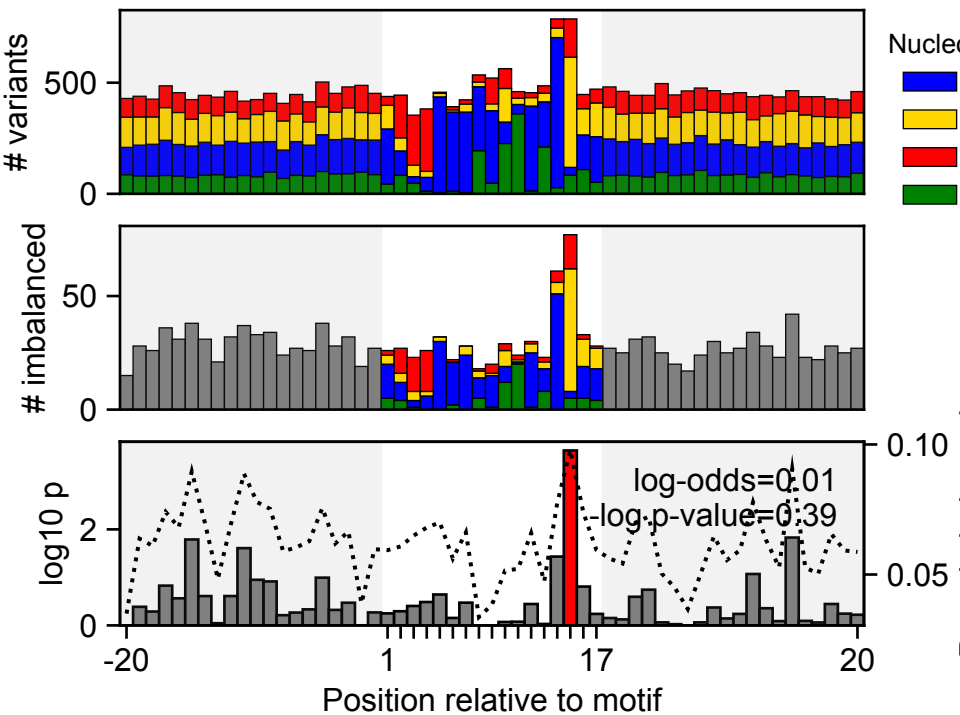 # variants
500
0
Nucleo
# imbalanced
50
0
log10 p
2
0
log-odds=0.01
-log p-value=0.39
0.10
0.05
-20
1
17
20
Position relative to motif